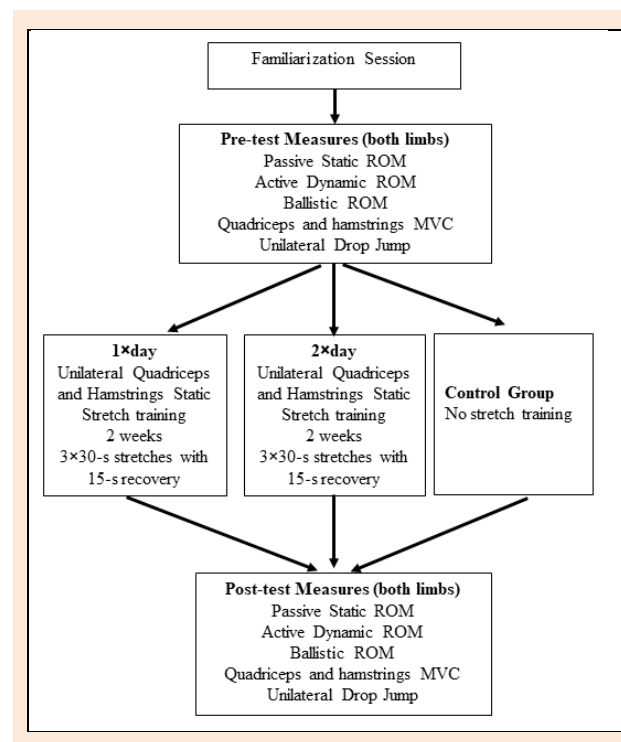 Familiarization Session
Pre-test Measures (both limbs)
Passive Static ROM
Active Dynamic ROM
Ballistic ROM
Quadriceps and hamstrings MVC
Unilateral Drop Jump
1×day
Unilateral Quadriceps
and Hamstrings Static
Stretch training
2 weeks
3×30-s stretches with
15-s recovery
2×day
Unilateral Quadriceps
and Hamstrings Static
Stretch training
2 weeks
3×30-s stretches with
15-s recovery
Control Group
No stretch training
Post-test Measures (both limbs)
Passive Static ROM
Active Dynamic ROM
Ballistic ROM
Quadriceps and hamstrings MVC
Unilateral Drop Jump